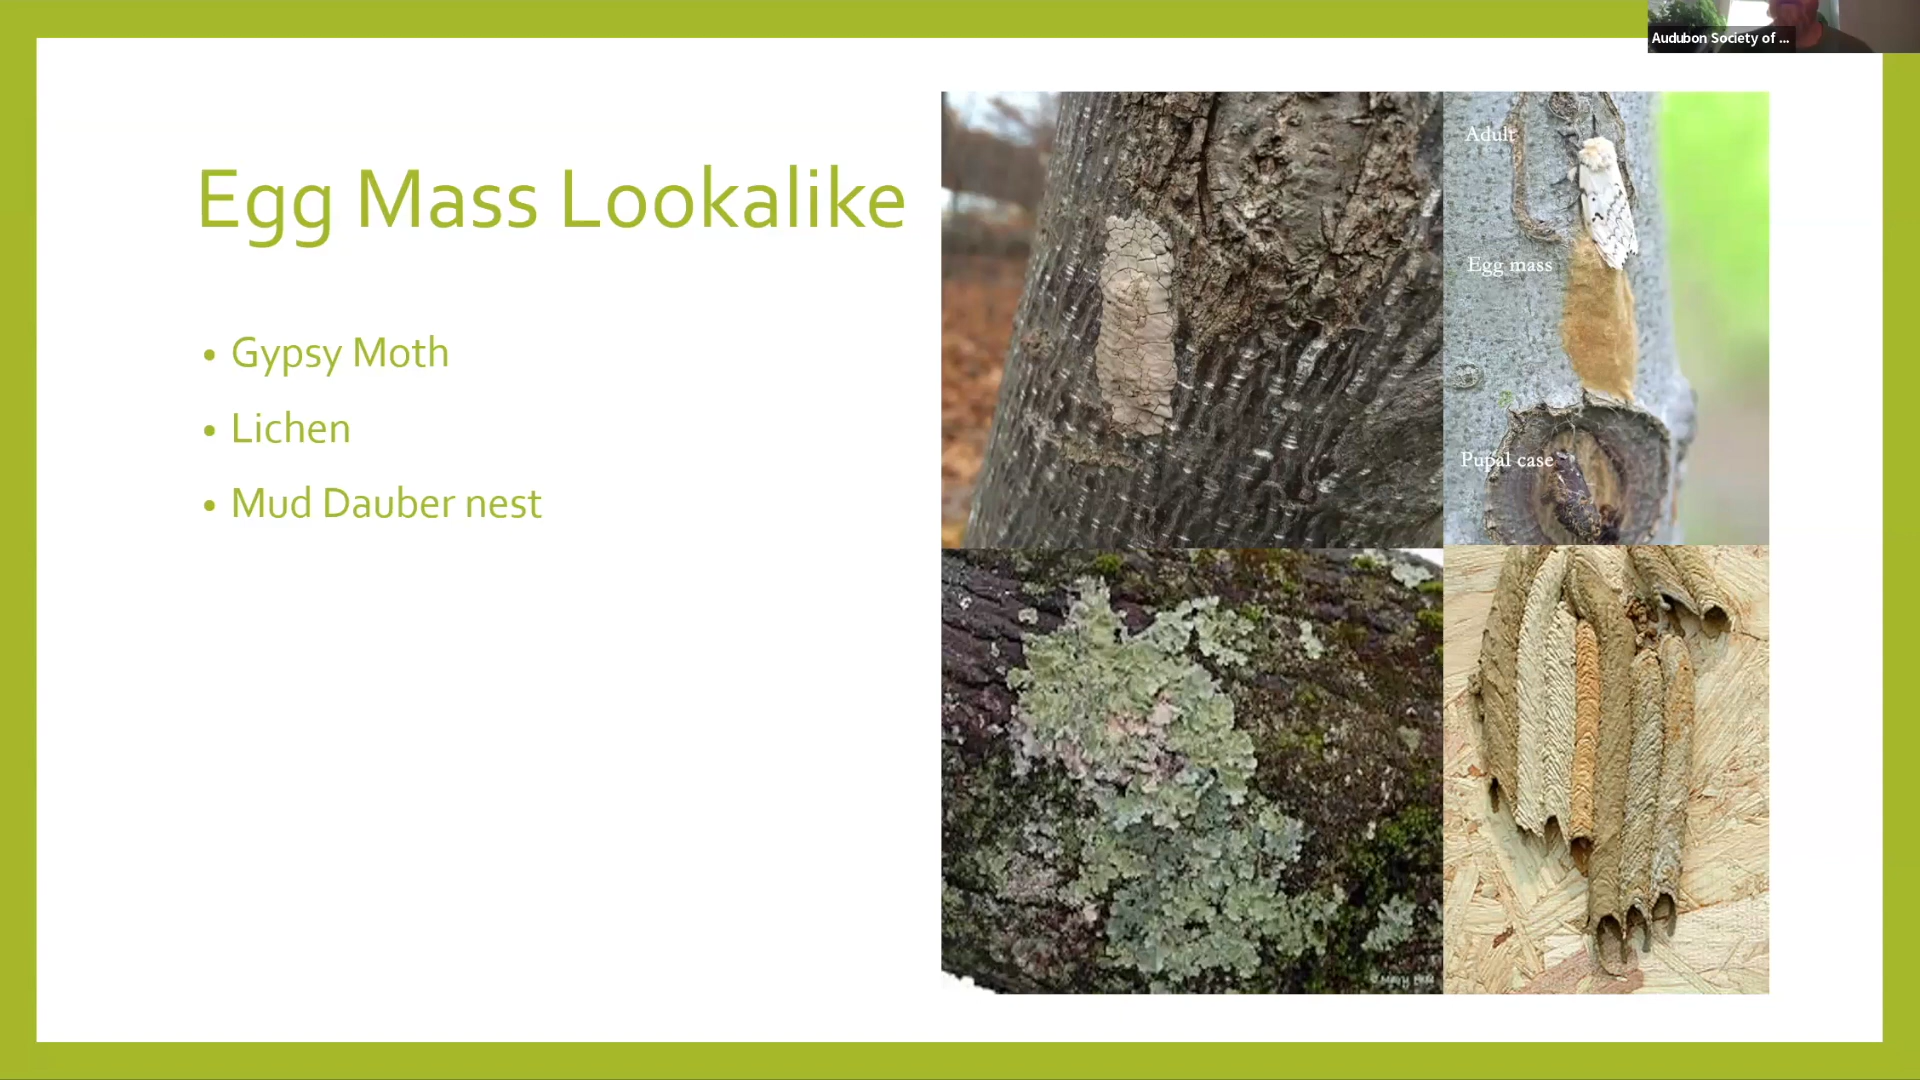 Audubon Society of ...
Egg Mass Lookalike
• Gypsy Moth
• Lichen
• Mud Dauber nest
Adult
Egg mass
Pupal case